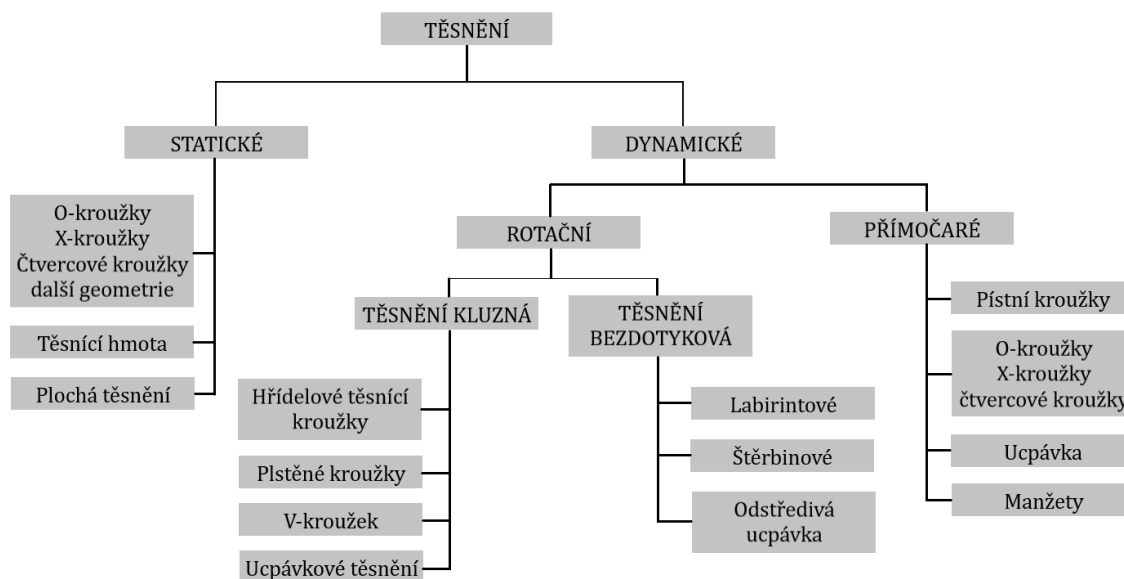 TĚSNĚNÍ
STATICKÉ
DYNAMICKÉ
O-kroužky
X-kroužky
Čtvercové kroužky
další geometrie
Těsnící hmota
Plochá těsnění
ROTAČNÍ
PŘÍMOČARÉ
TĚSNĚNÍ KLUZNÁ
TĚSNĚNÍ
BEZDOTYKOVÁ
Hřídelové těsnící
kroužky
Plstěné kroužky
V-kroužek
Ucpávkové těsnění
Labirintové
Štěrbinové
Odstředivá
ucpávka
Pístní kroužky
O-kroužky
X-kroužky
čtvercové kroužky
Ucpávka
Manžety